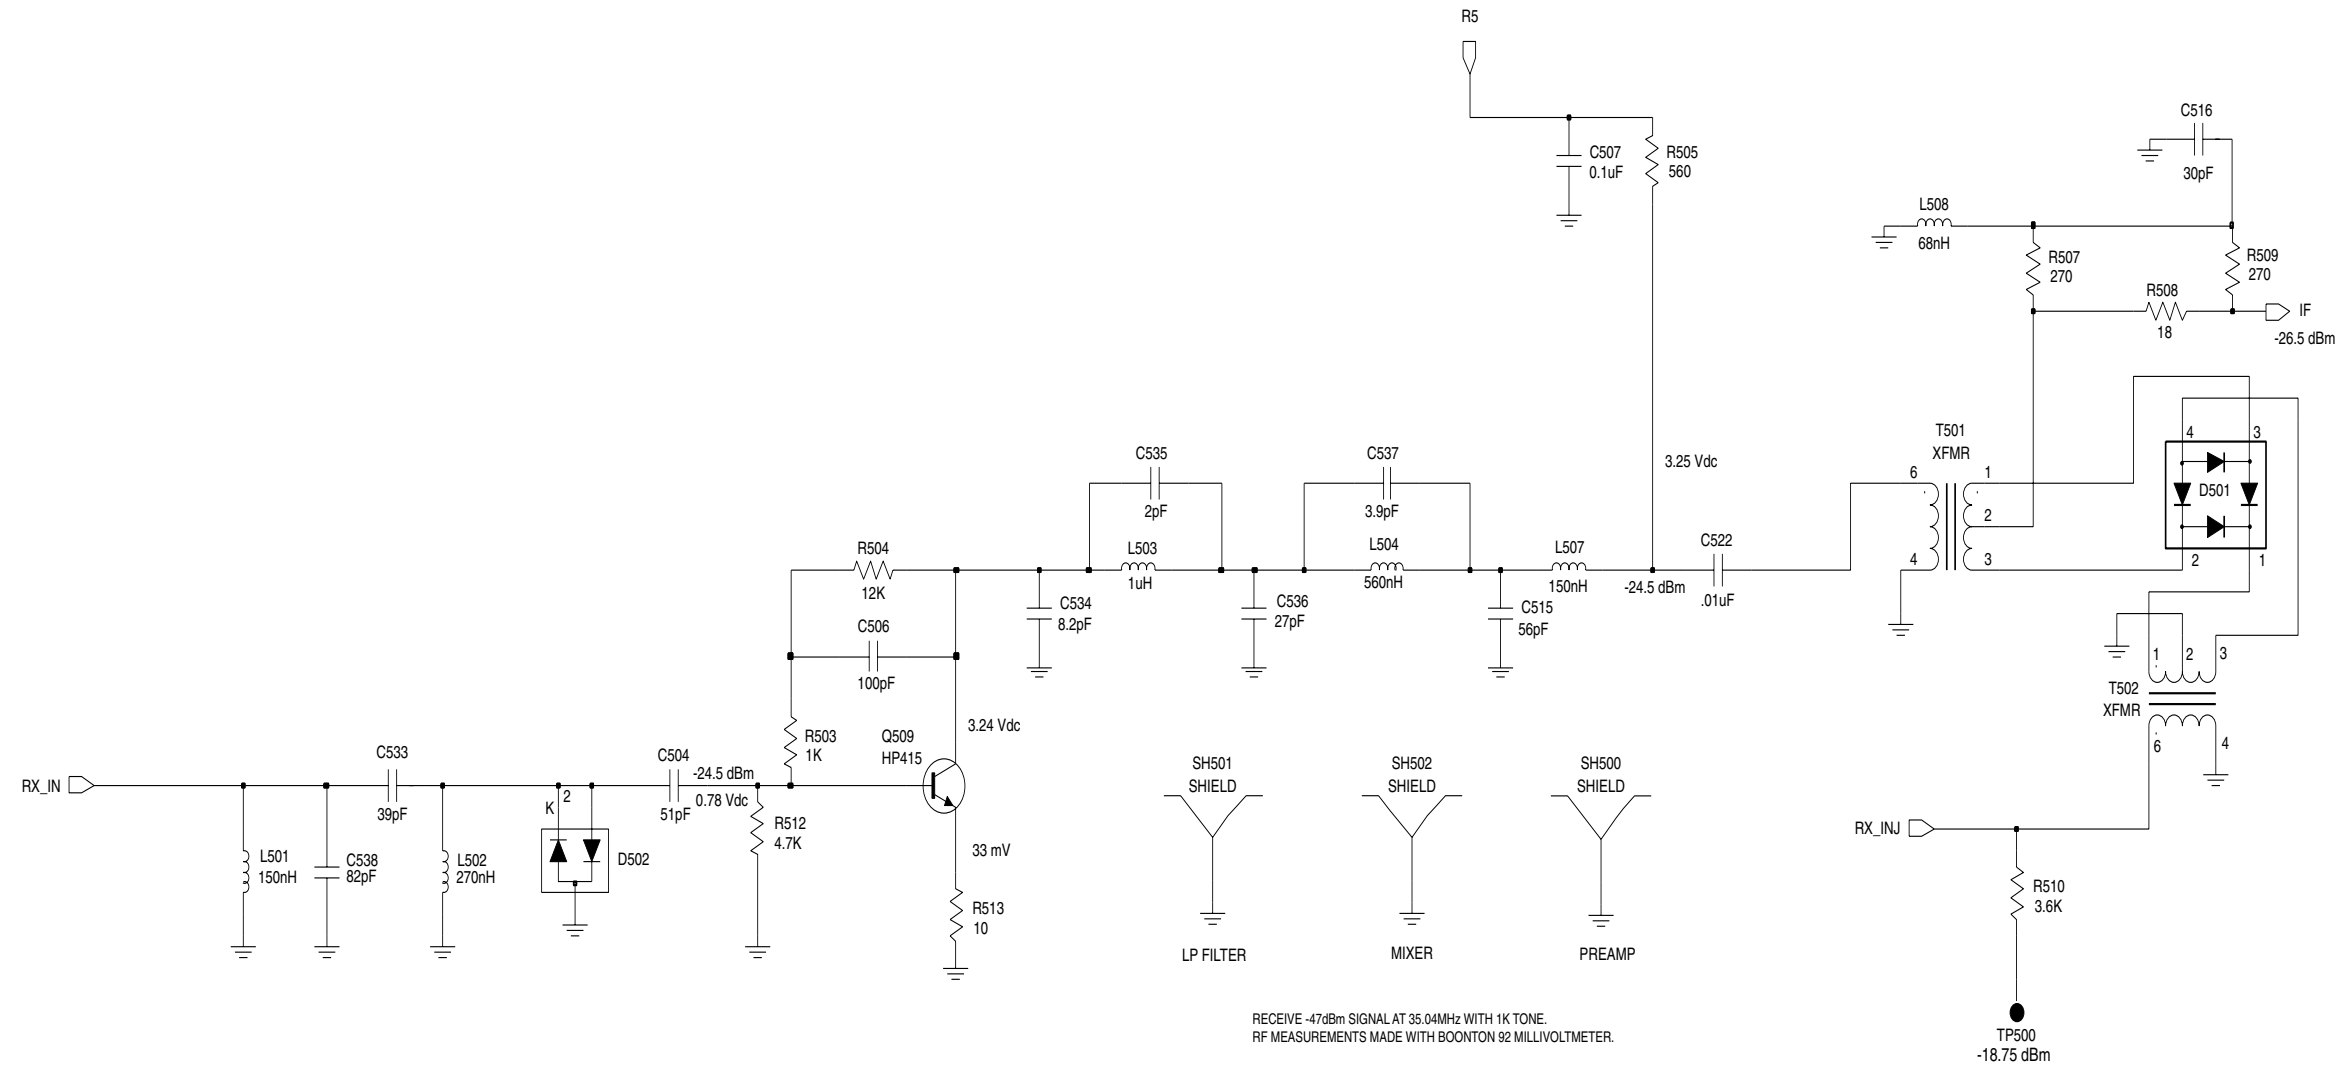 R5
C516
30pF
C507
0.1uF
R505
560
L508
68nH
R507
270
R509
270
R508
18
IF
-26.5 dBm
T501
XFMR
6
1
2
4
3
4
3
D501
2
1
3.25 Vdc
C535
2pF
C537
3.9pF
R504
12K
L503
1uH
L504
560nH
L507
150nH
C522
.01uF
-24.5 dBm
C534
8.2pF
C536
27pF
C515
56pF
C506
100pF
1
2
3
T502
XFMR
6
4
3.24 Vdc
R503
1K
Q509
HP415
RX_IN
C533
39pF
C504
51pF
-24.5 dBm
0.78 Vdc
K
2
R512
4.7K
SH501
SHIELD
SH502
SHIELD
SH500
SHIELD
RX_INJ
L501
150nH
C538
82pF
L502
270nH
D502
33 mV
R513
10
R510
3.6K
LP FILTER
MIXER
PREAMP
RECEIVE -47dBm SIGNAL AT 35.04MHz WITH 1K TONE.
RF MEASUREMENTS MADE WITH BOONTON 92 MILLIVOLTMETER.
TP500
-18.75 dBm